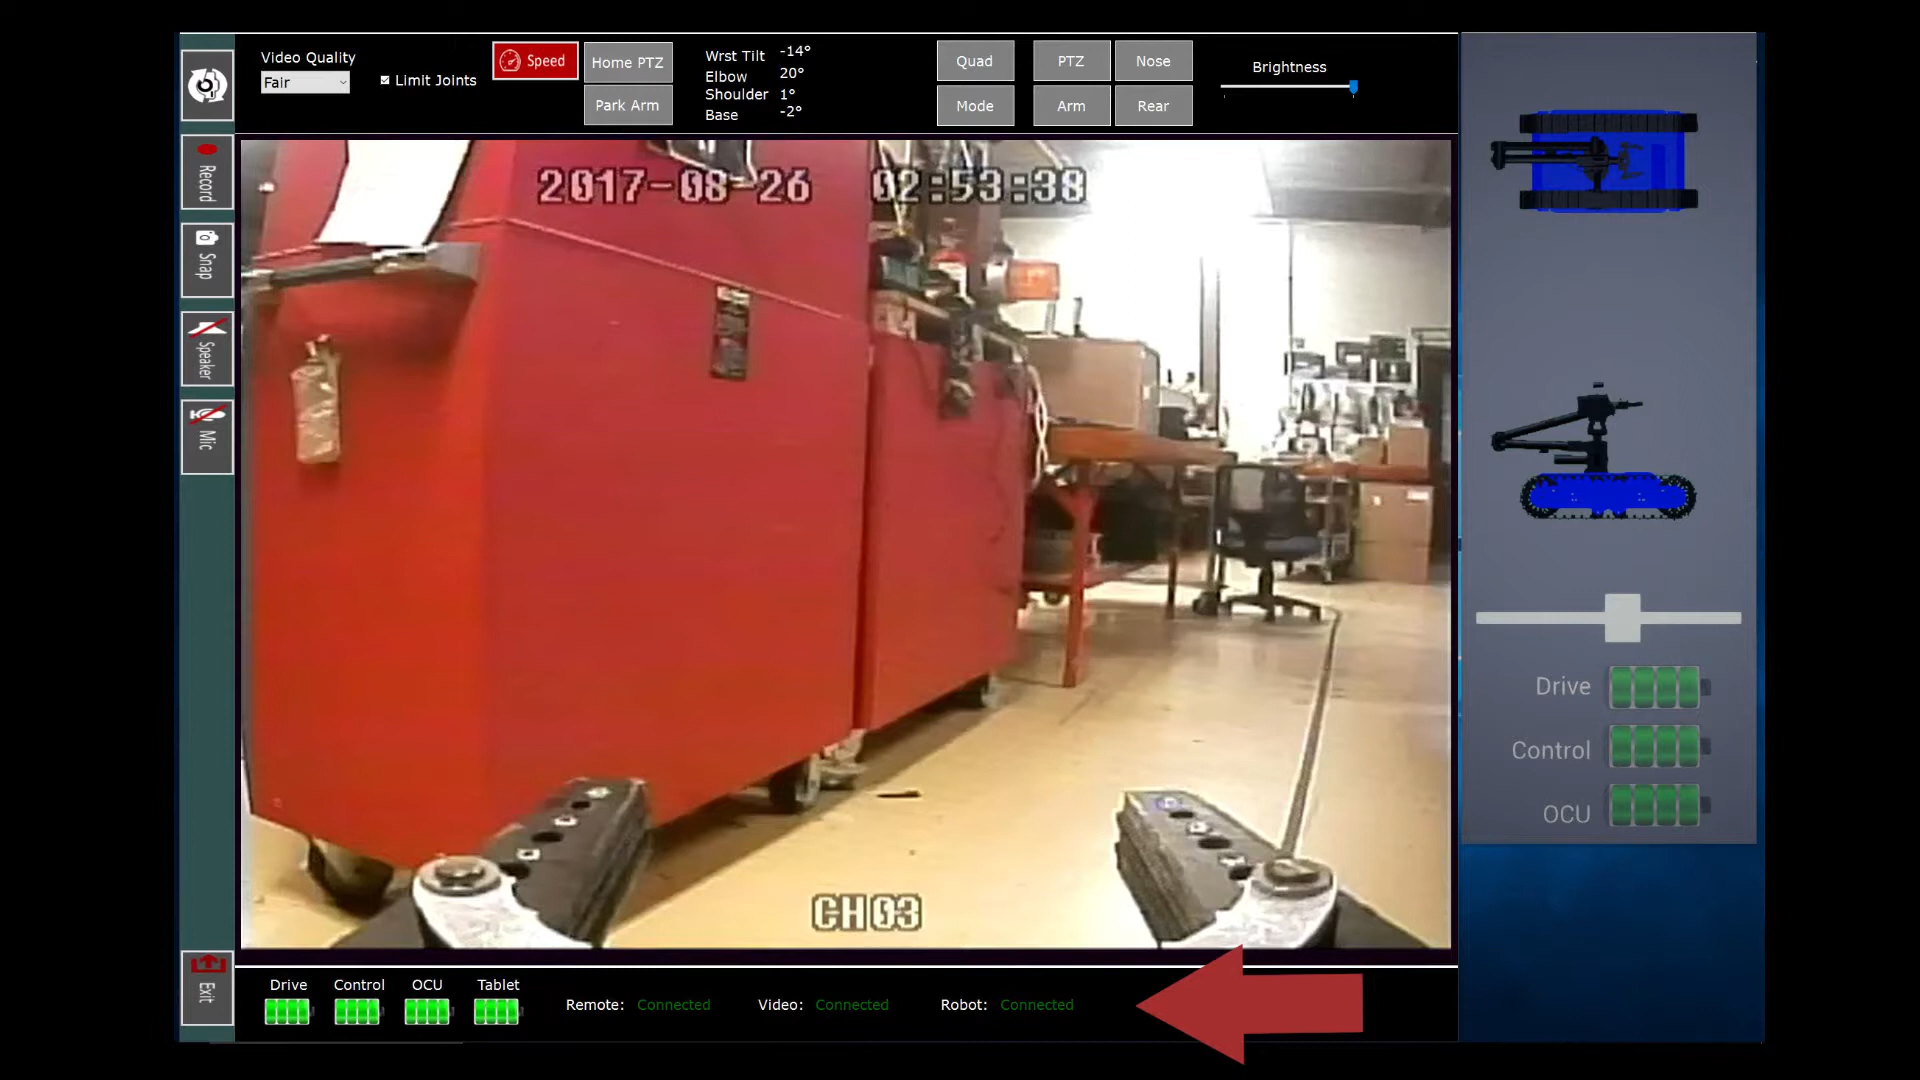 Video Quality
Fair
Limit Joints
Speed
Home PTZ
Park Arm
Wrst Tilt -14°
Elbow 20°
Shoulder 1°
Base -2°
Quad
PTZ
Nose
Mode
Arm
Rear
Brightness
Record
Snap
Speaker
Mic
Exit
2017-08-26 02:53:38
CH03
Drive
Control
OCU
Drive
Control
OCU
Tablet
Remote: Connected
Video: Connected
Robot: Connected